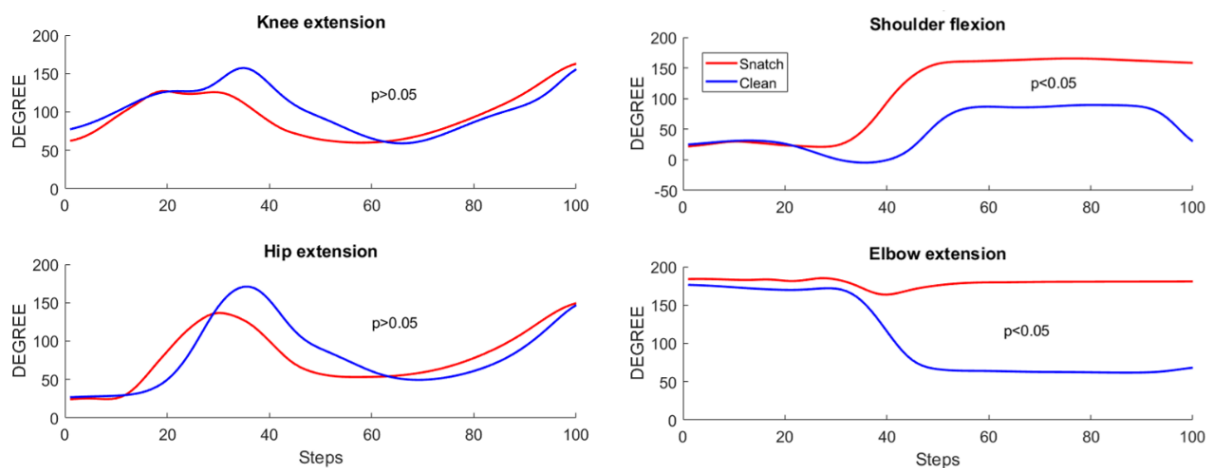 Knee extension
200
150
100
50
0
DEGREE
p>0.05
0 20 40 60 80 100
Shoulder flexion
200
150
100
50
0
-50
DEGREE
Snatch
Clean
p<0.05
0 20 40 60 80 100
Hip extension
200
150
100
50
0
DEGREE
p>0.05
0 20 40 60 80 100
Steps
Elbow extension
200
150
100
50
0
DEGREE
p<0.05
0 20 40 60 80 100
Steps